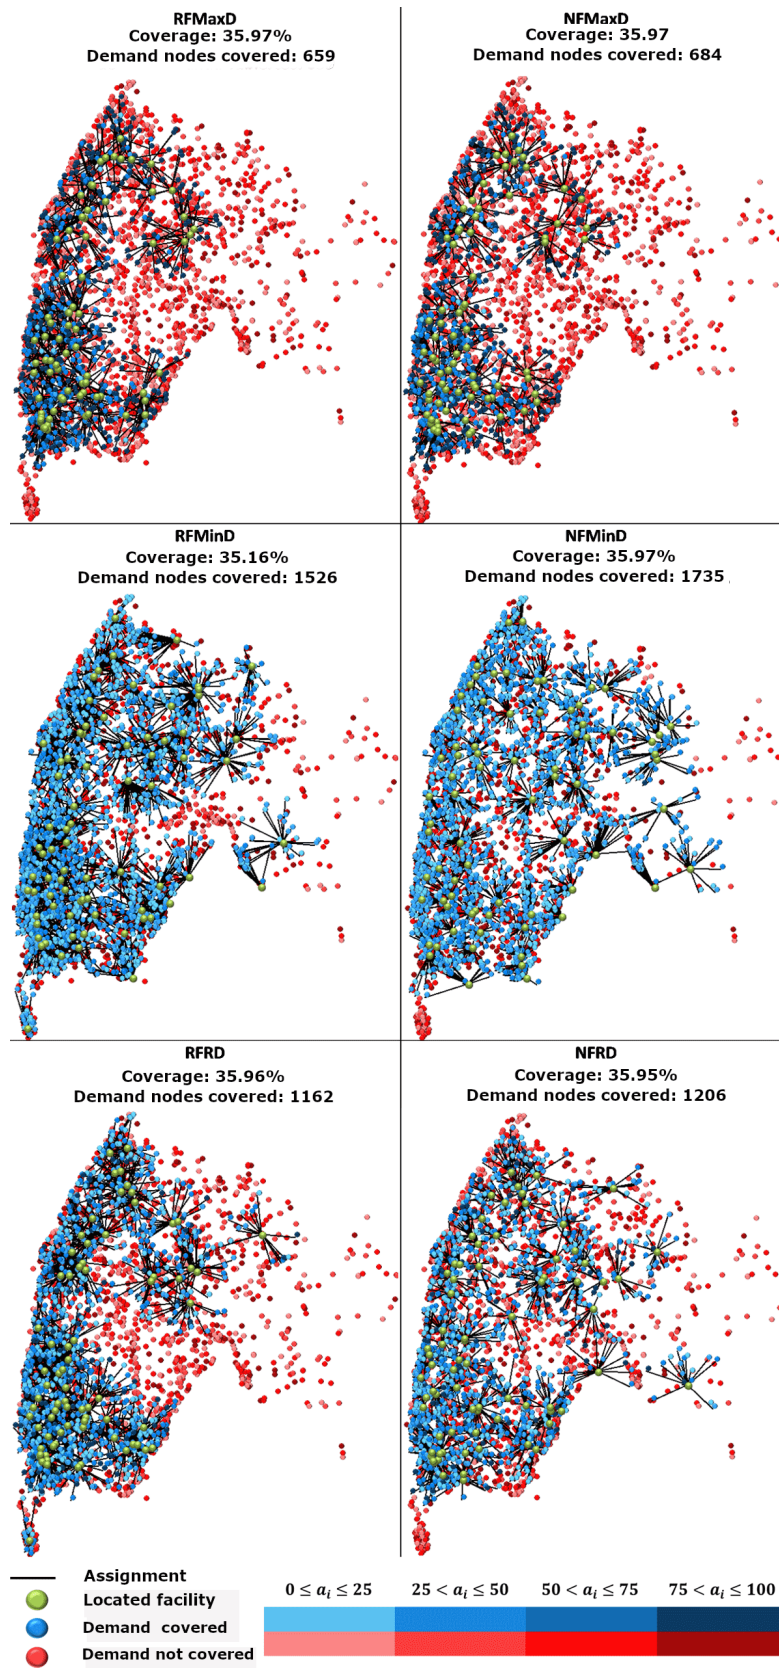 RFMaxD
Coverage: 35.97%
Demand nodes covered: 659
NFMaxD
Coverage: 35.97
Demand nodes covered: 684
RFMinD
Coverage: 35.16%
Demand nodes covered: 1526
NFMinD
Coverage: 35.97%
Demand nodes covered: 1735
RFRD
Coverage: 35.96%
Demand nodes covered: 1162
NFRD
Coverage: 35.95%
Demand nodes covered: 1206
Assignment
Located facility
Demand covered
Demand not covered
0 ≤ aᵢ ≤ 25
25 < aᵢ ≤ 50
50 < aᵢ ≤ 75
75 < aᵢ ≤ 100